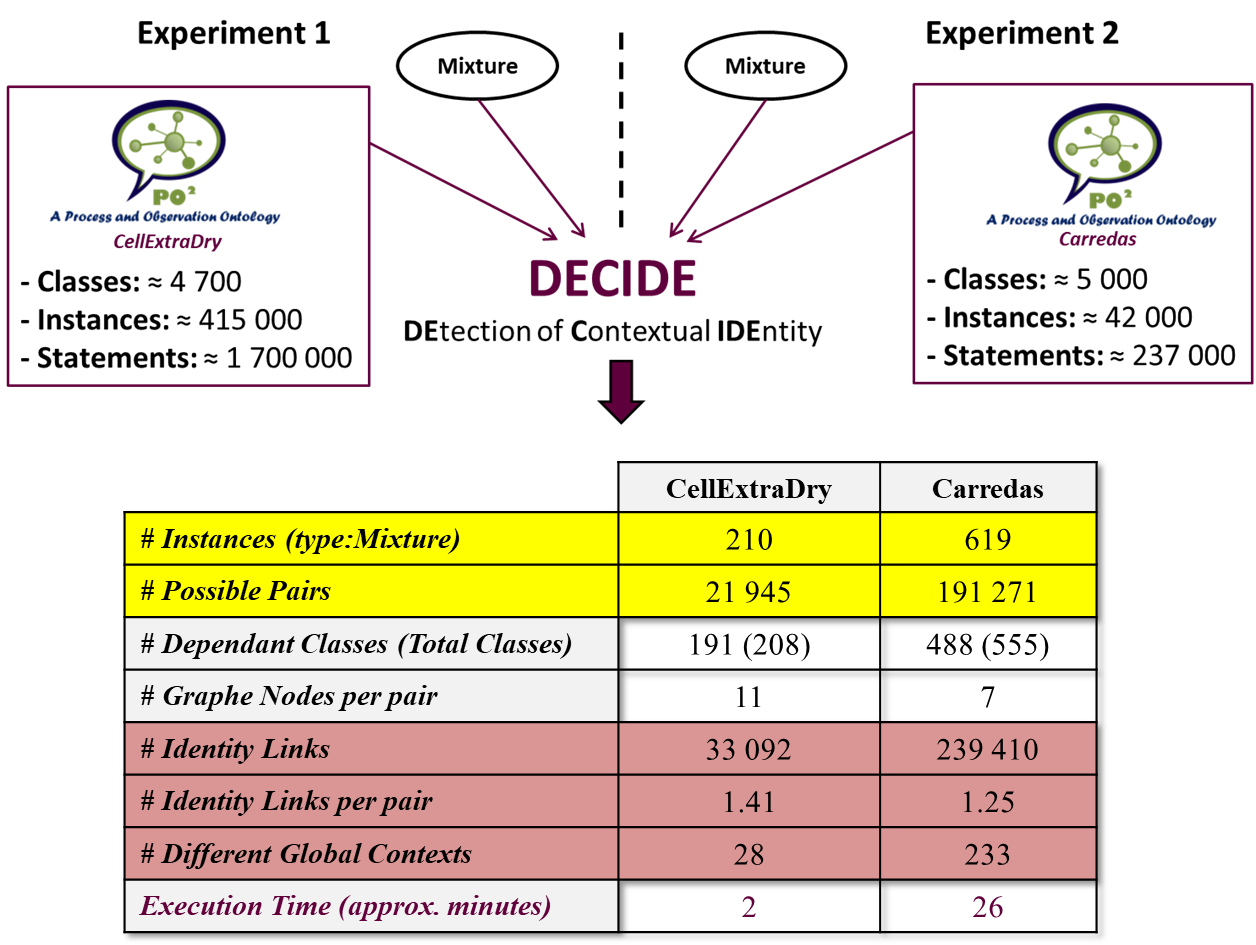 Experiment 1
Mixture
Mixture
Experiment 2
PO²
A Process and Observation Ontology
CellExtraDry
- Classes: ≈ 4 700
- Instances: ≈ 415 000
- Statements: ≈ 1 700 000
PO²
A Process and Observation Ontology
Carredas
- Classes: ≈ 5 000
- Instances: ≈ 42 000
- Statements: ≈ 237 000
DECIDE
DEtection of Contextual IDEntity
CellExtraDry Carredas
# Instances (type:Mixture) 210 619
# Possible Pairs 21 945 191 271
# Dependant Classes (Total Classes) 191 (208) 488 (555)
# Graphe Nodes per pair 11 7
# Identity Links 33 092 239 410
# Identity Links per pair 1.41 1.25
# Different Global Contexts 28 233
Execution Time (approx. minutes) 2 26